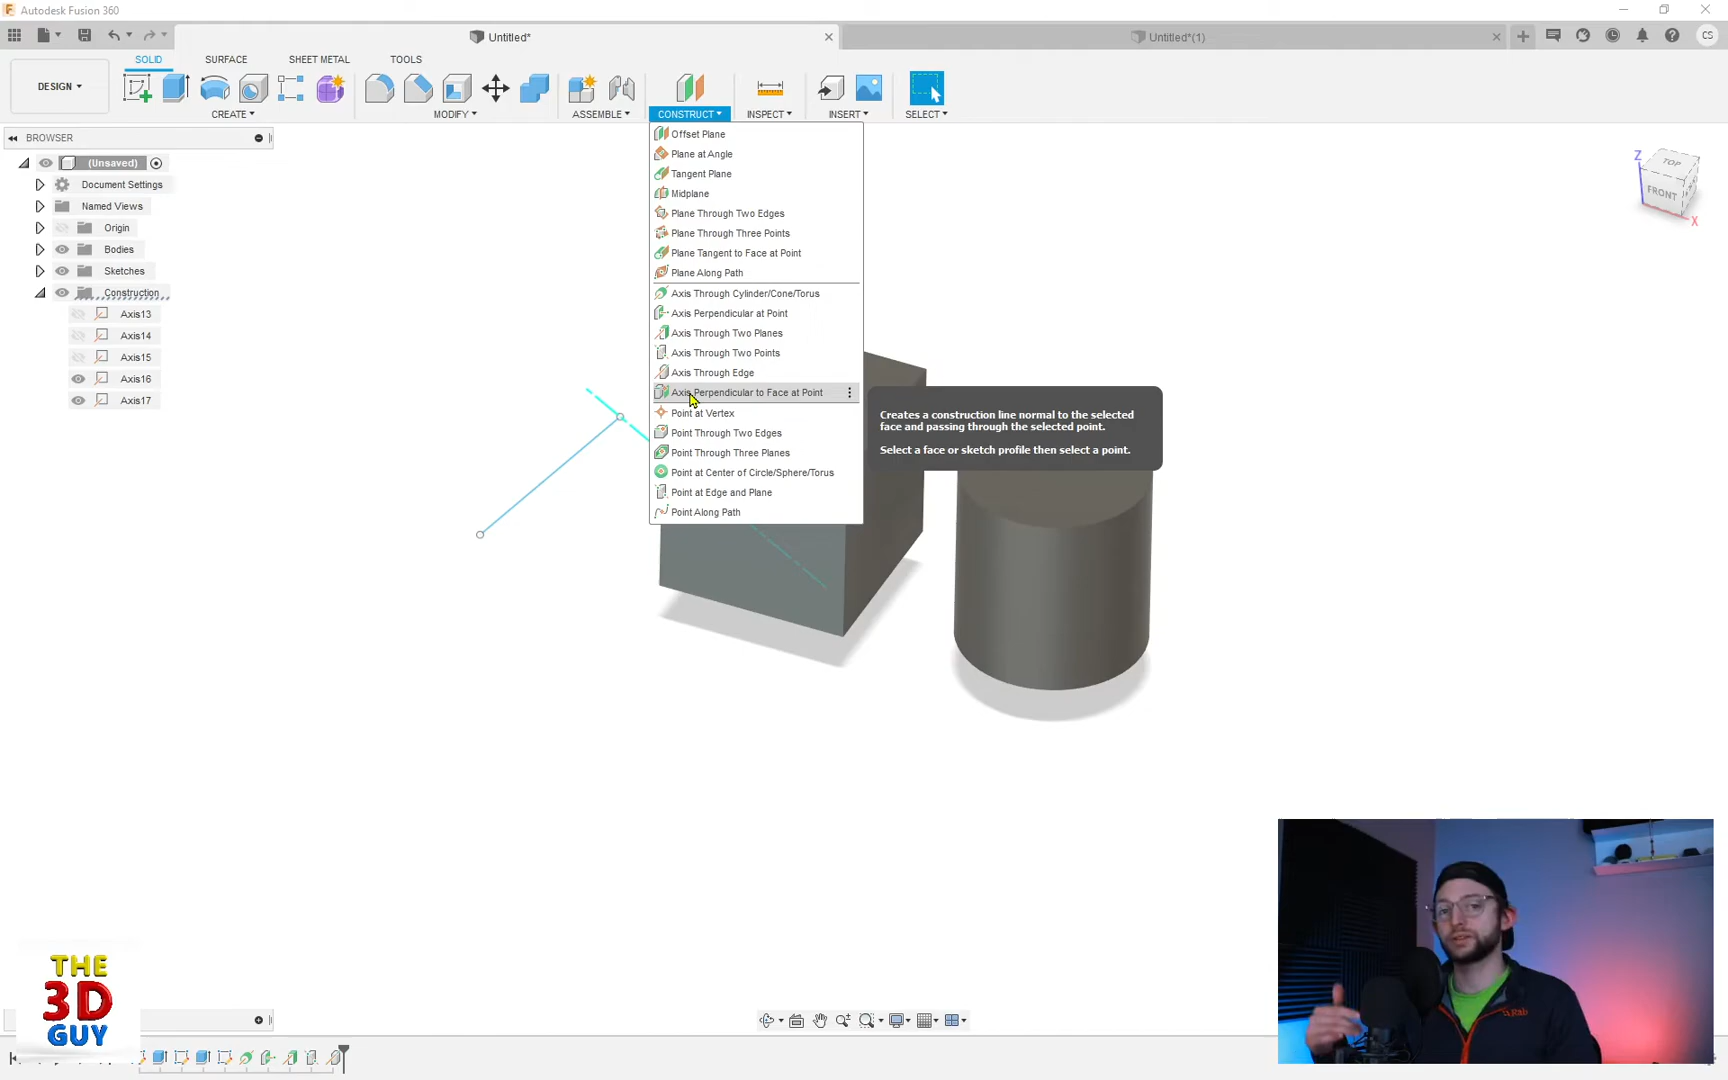 Autodesk Fusion 360
Untitled*
Untitled*(1)
CS
SOLID
SURFACE
SHEET METAL
TOOLS
DESIGN
CREATE
MODIFY
ASSEMBLE
CONSTRUCT
INSPECT
INSERT
SELECT
BROWSER
(Unsaved)
Document Settings
Named Views
Origin
Bodies
Sketches
Construction
Axis13
Axis14
Axis15
Axis16
Axis17
Offset Plane
Plane at Angle
Tangent Plane
Midplane
Plane Through Two Edges
Plane Through Three Points
Plane Tangent to Face at Point
Plane Along Path
Axis Through Cylinder/Cone/Torus
Axis Perpendicular at Point
Axis Through Two Planes
Axis Through Two Points
Axis Through Edge
Axis Perpendicular to Face at Point
Point at Vertex
Point Through Two Edges
Point Through Three Planes
Point at Center of Circle/Sphere/Torus
Point at Edge and Plane
Point Along Path
Creates a construction line normal to the selected
face and passing through the selected point.
Select a face or sketch profile then select a point.
Z
TOP
FRONT
X
THE
3D
GUY
Rab